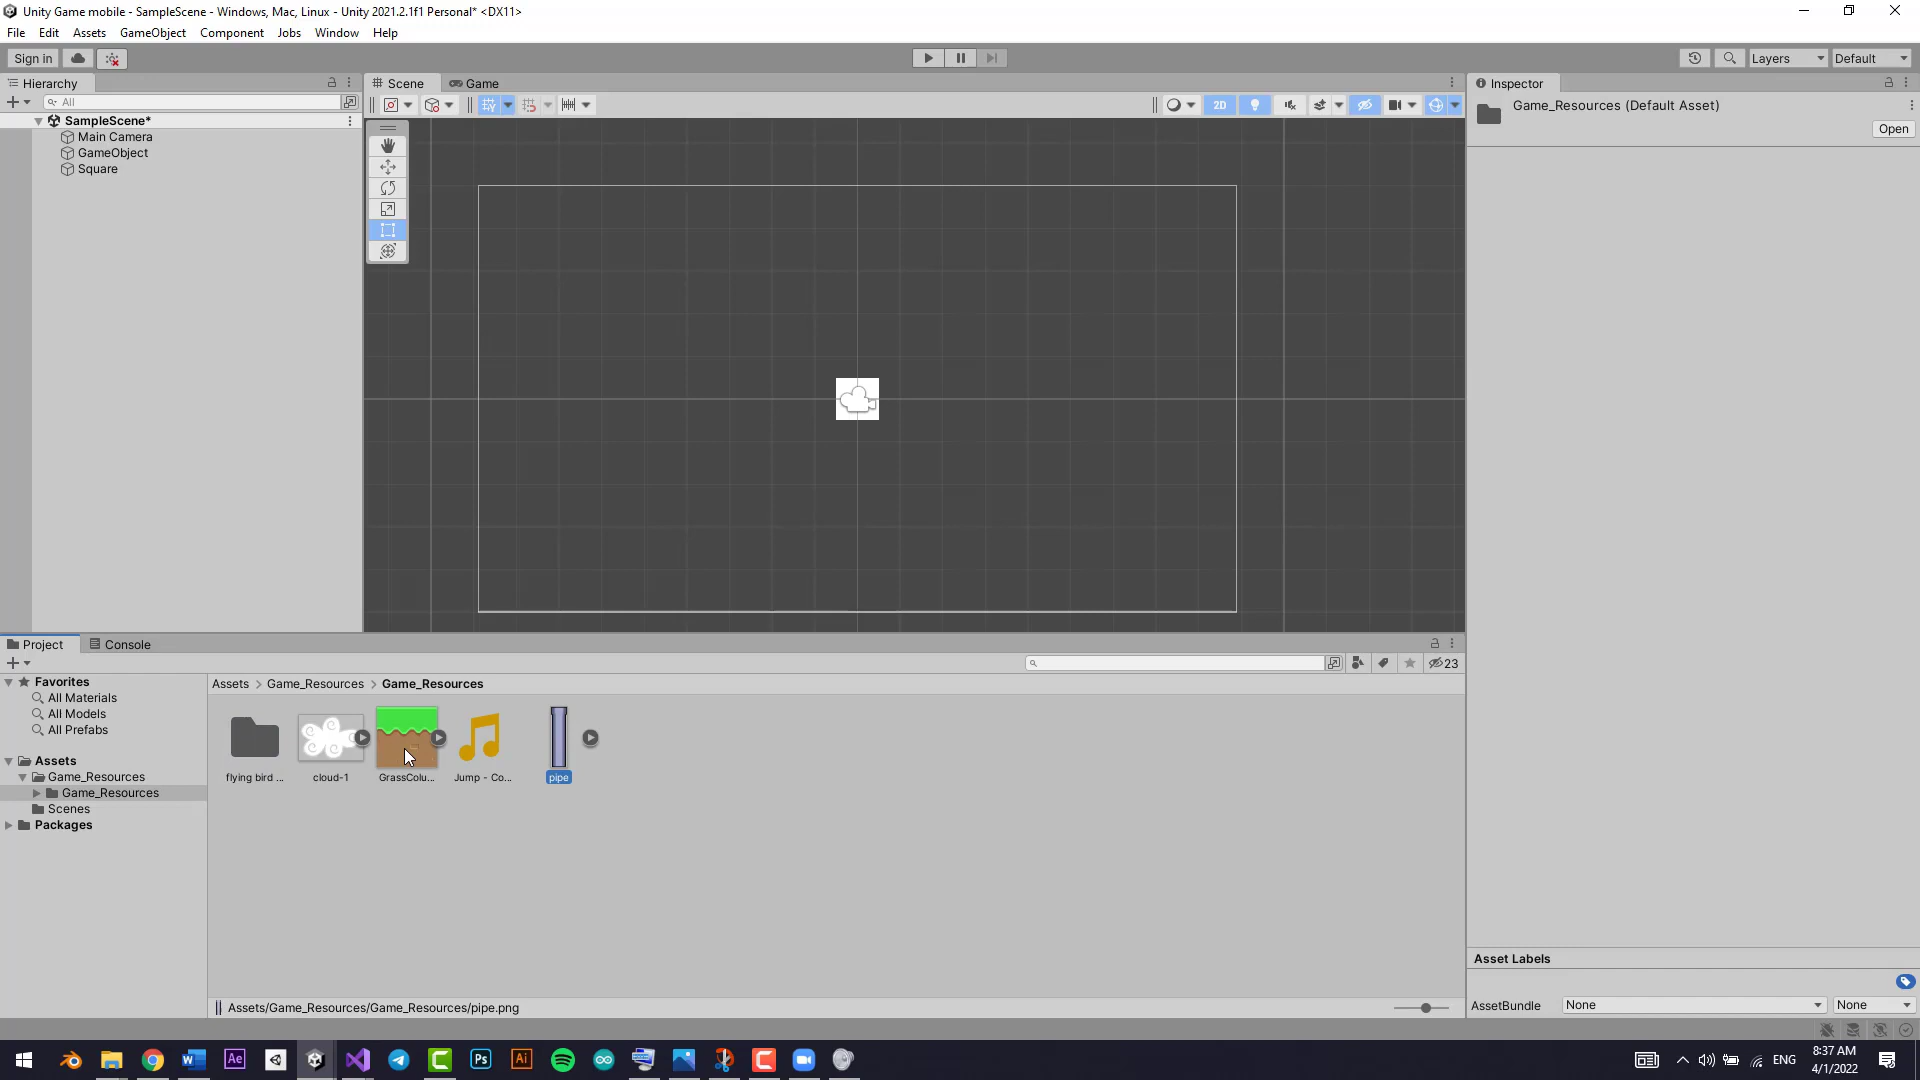 Unity Game mobile - SampleScene - Windows, Mac, Linux - Unity 2021.2.1f1 Personal* <DX11>
File Edit Assets GameObject Component Jobs Window Help
Sign in Layers Default
Hierarchy Scene Game Inspector
All 2D Game_Resources (Default Asset)
SampleScene*
Open
Main Camera
GameObject
Square
Project Console
23
Favorites Assets > Game_Resources > Game_Resources
All Materials
All Models
All Prefabs
Assets
Game_Resources flying bird ... cloud-1 GrassColu... Jump - Co... pipe
Game_Resources
Scenes
Packages
Asset Labels
Assets/Game_Resources/Game_Resources/pipe.png AssetBundle None None
Ae Ps Ai ENG 8:37 AM
4/1/2022